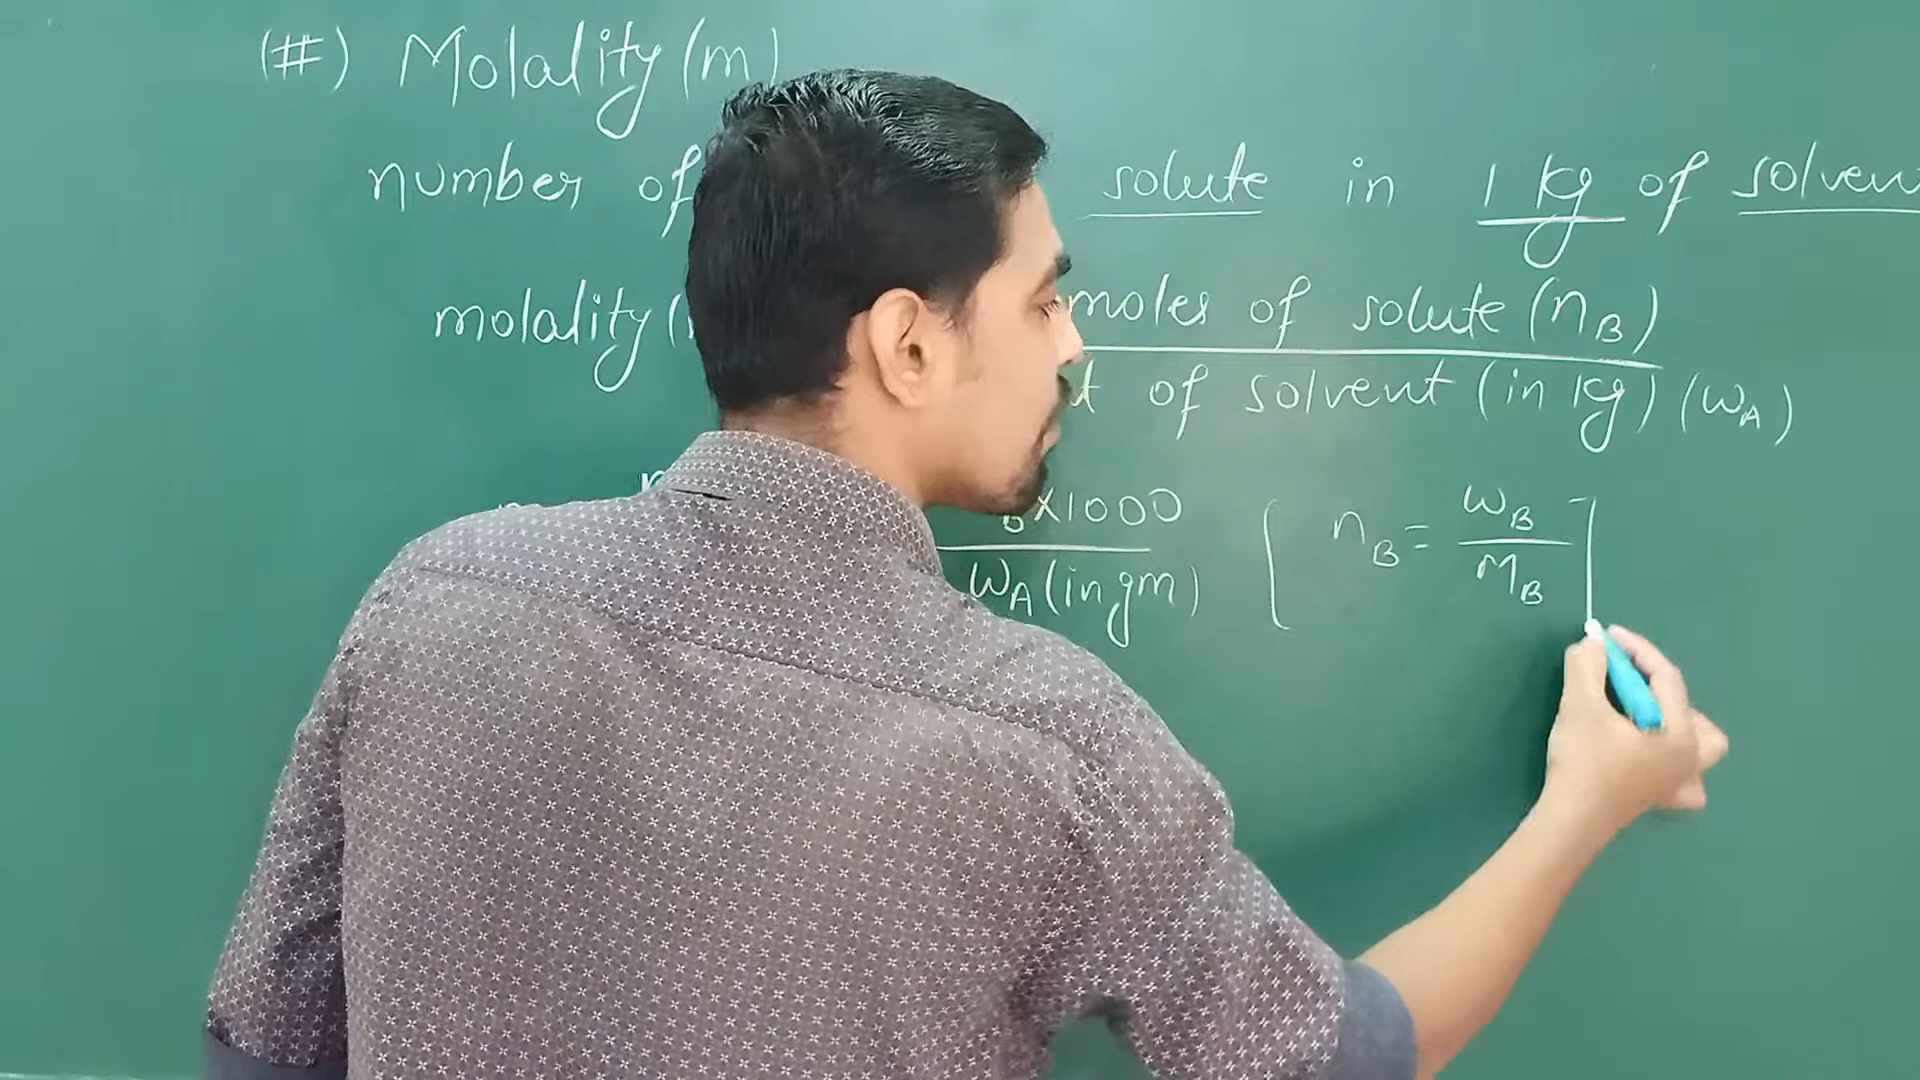 (#) Molality (m)
number of solute in 1 kg of solven
molality ( moles of solute (nB)
of solvent (in kg) (WA)
B×1000 [ nB = WB
WA (in gm) MB ]